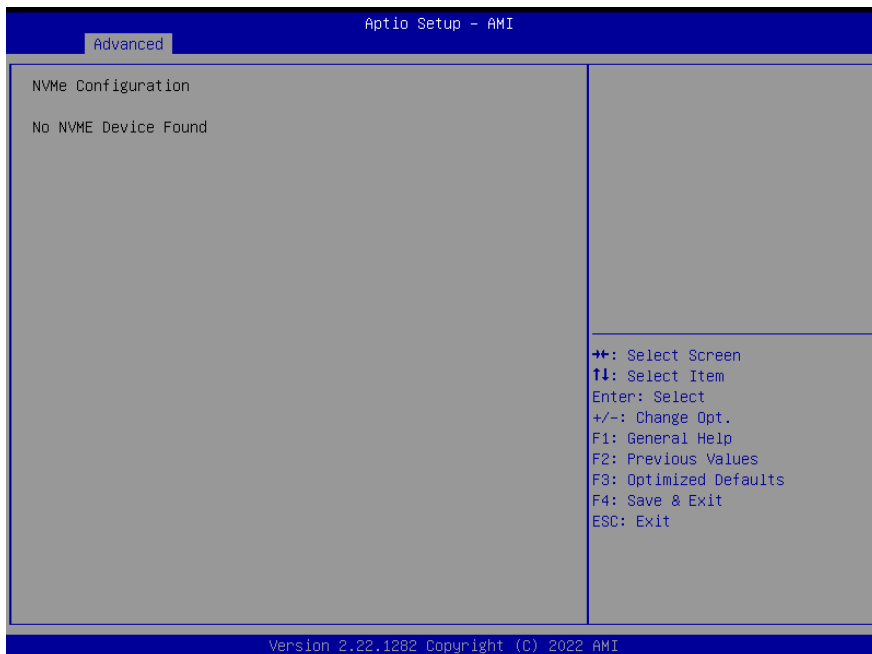 Aptio Setup - AMI
Advanced
NVMe Configuration
No NVME Device Found
→←: Select Screen
↑↓: Select Item
Enter: Select
+/-: Change Opt.
F1: General Help
F2: Previous Values
F3: Optimized Defaults
F4: Save & Exit
ESC: Exit
Version 2.22.1282 Copyright (C) 2022 AMI